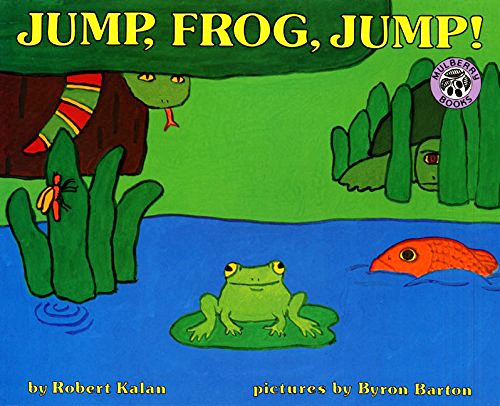 JUMP, FROG, JUMP!
MULBERRY
BOOKS
by Robert Kalan
pictures by Byron Barton